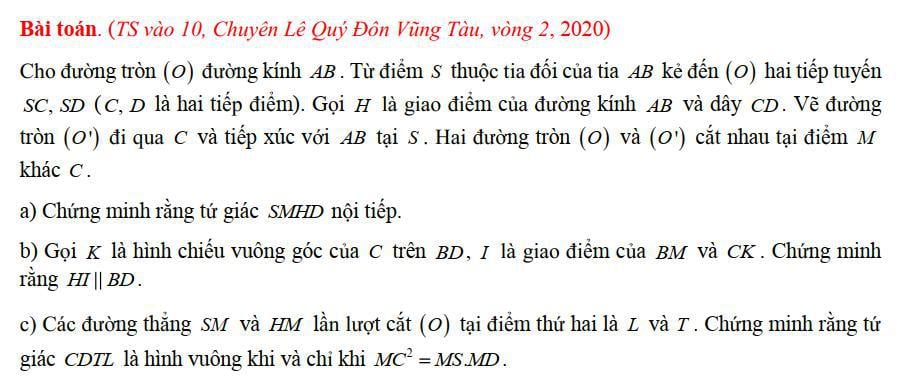 Bài toán. (TS vào 10, Chuyên Lê Quý Đôn Vũng Tàu, vòng 2, 2020)
Cho đường tròn (O) đường kính AB. Từ điểm S thuộc tia đối của tia AB kẻ đến (O) hai tiếp tuyến
SC, SD (C, D là hai tiếp điểm). Gọi H là giao điểm của đường kính AB và dây CD. Vẽ đường
tròn (O') đi qua C và tiếp xúc với AB tại S. Hai đường tròn (O) và (O') cắt nhau tại điểm M
khác C.
a) Chứng minh rằng tứ giác SMHD nội tiếp.
b) Gọi K là hình chiếu vuông góc của C trên BD, I là giao điểm của BM và CK. Chứng minh
rằng HI || BD.
c) Các đường thẳng SM và HM lần lượt cắt (O) tại điểm thứ hai là L và T. Chứng minh rằng tứ
giác CDTL là hình vuông khi và chỉ khi MC² = MS.MD.